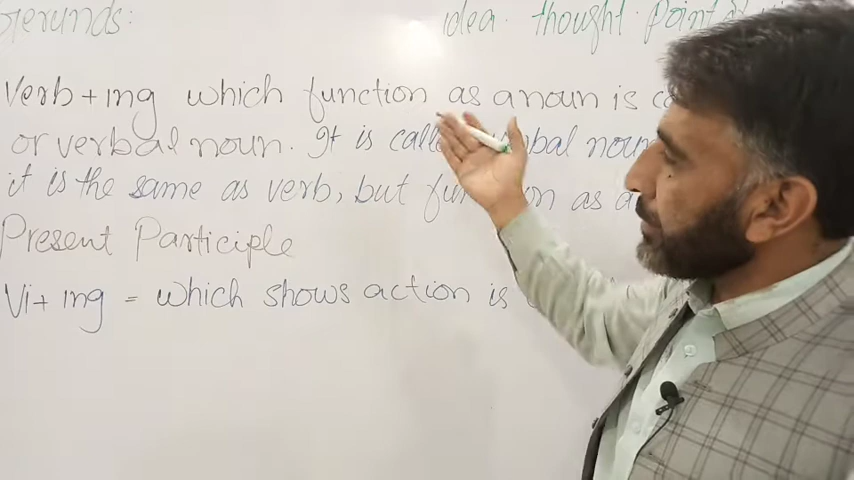 Gerunds: idea. thought. Point of
Verb + ing which function as a noun is
or verbal noun. It is called verbal noun
it is the same as verb, but function as a
Present Participle
Vi + ing = which shows action is